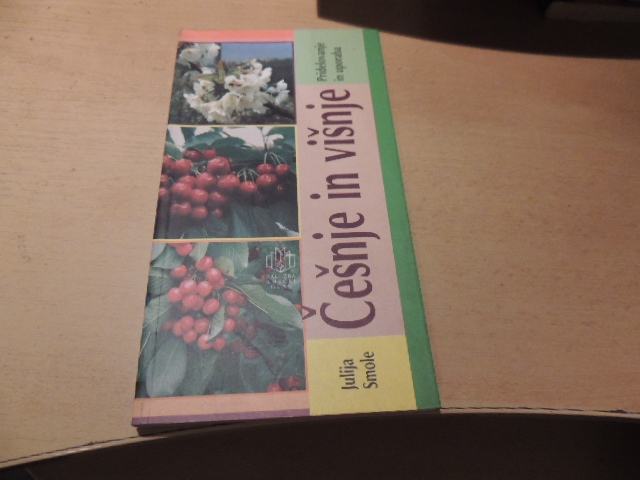 Julija
Smole
Češnje in višnje
Pridelovanje
in uporaba